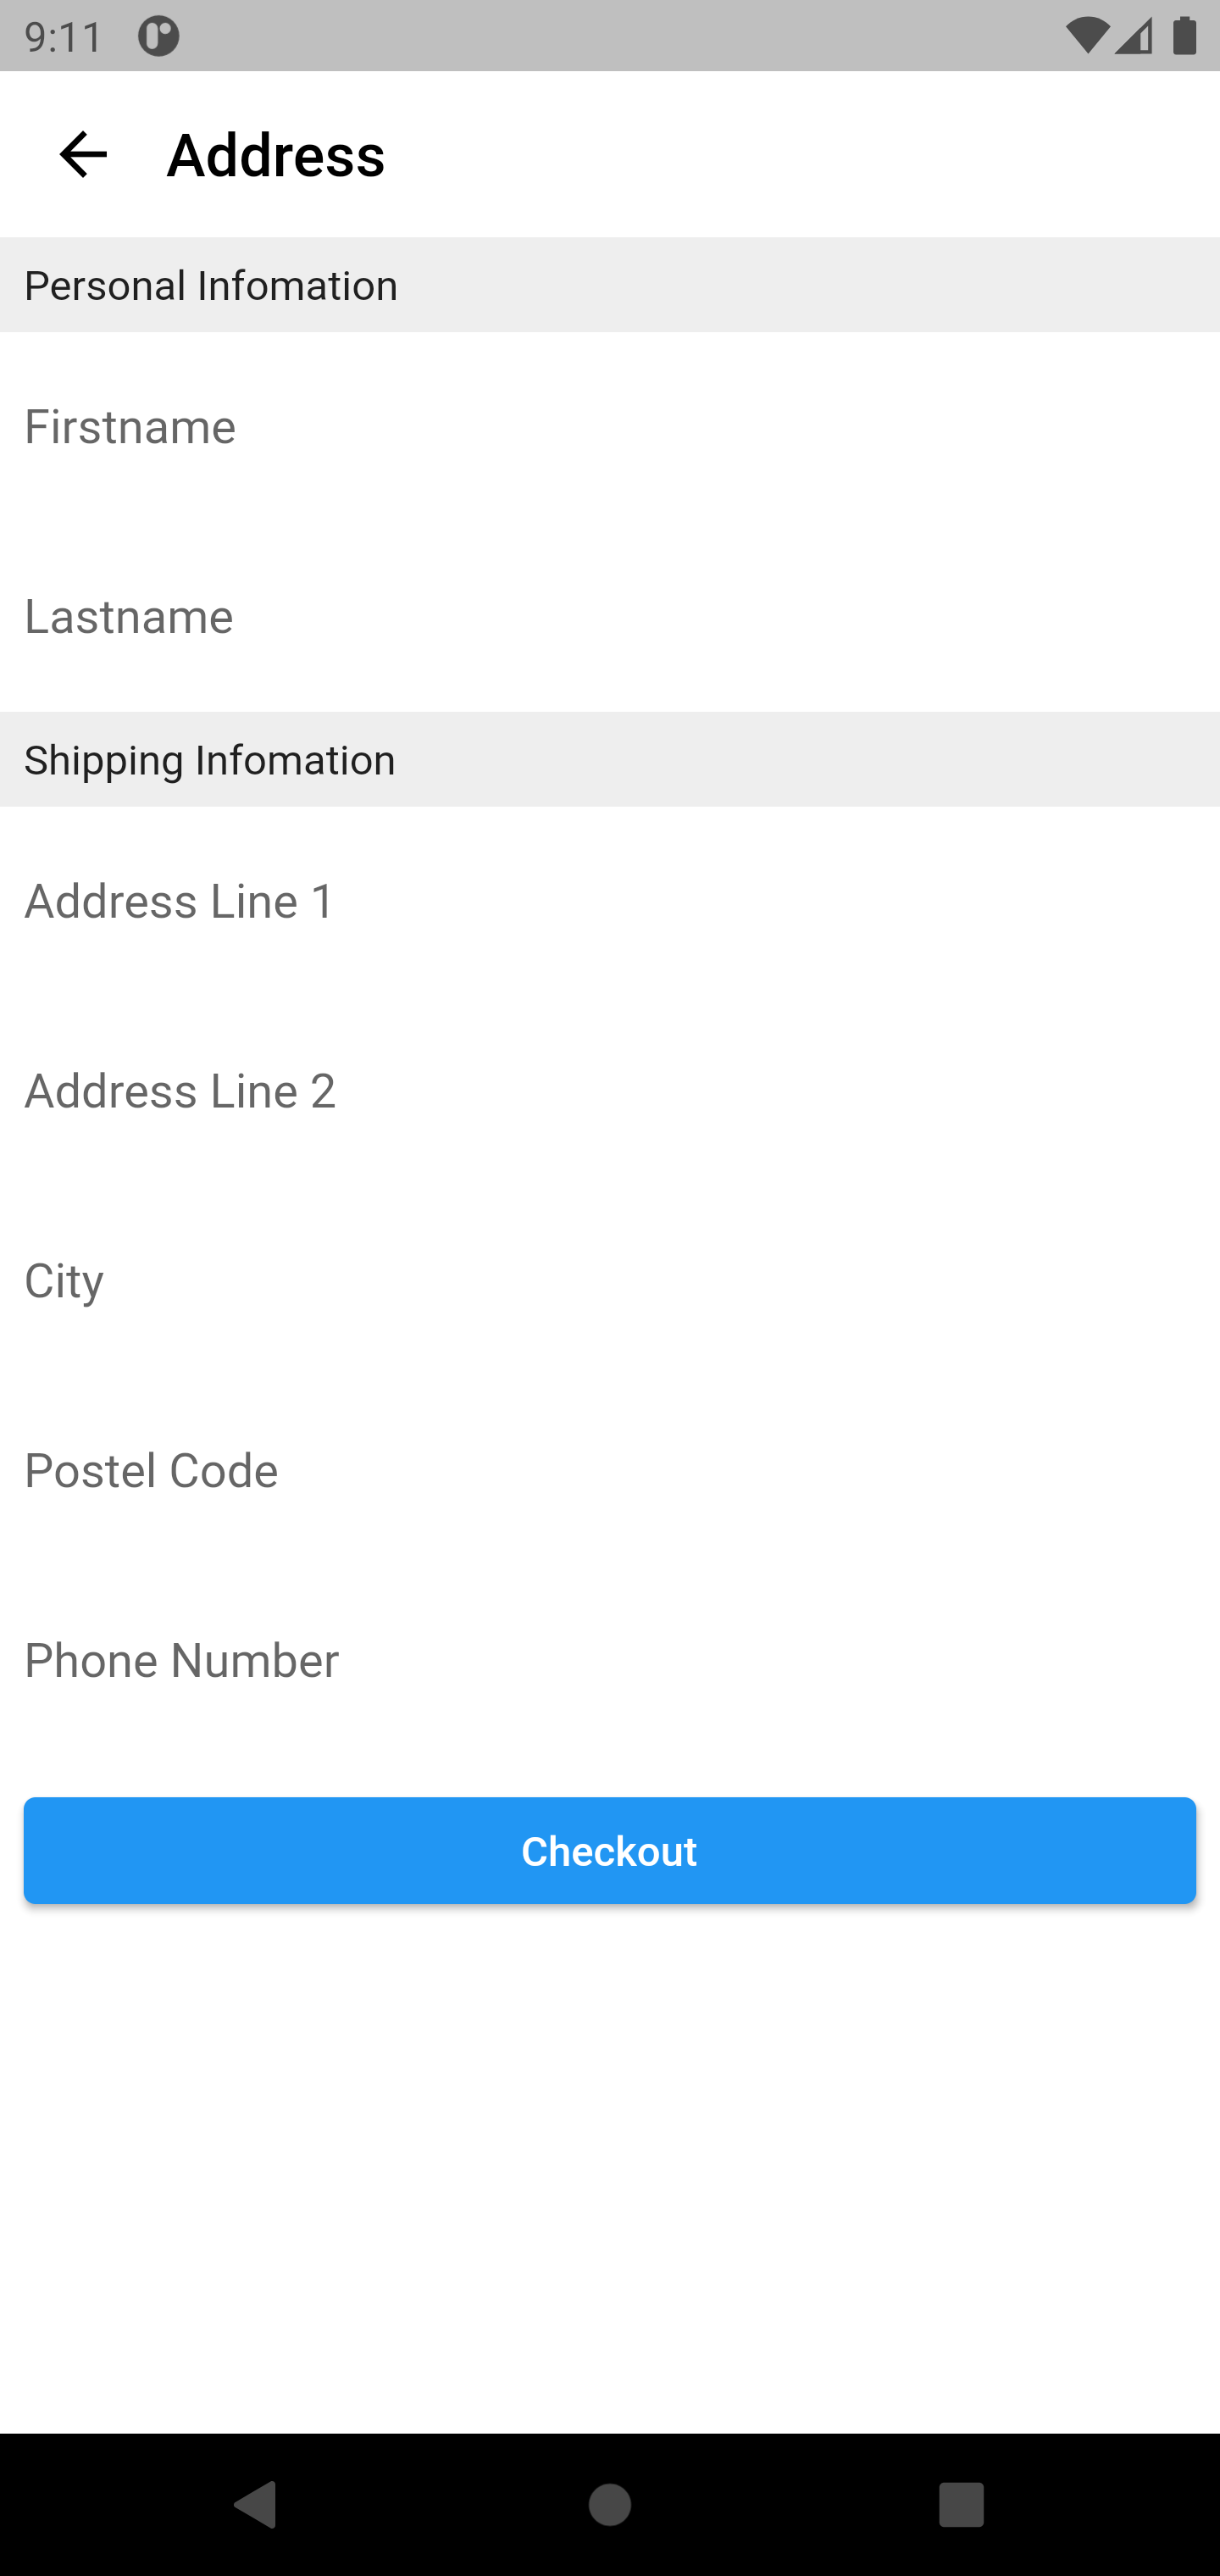 9:11
Address
Personal Infomation
Firstname
Lastname
Shipping Infomation
Address Line 1
Address Line 2
City
Postel Code
Phone Number
Checkout